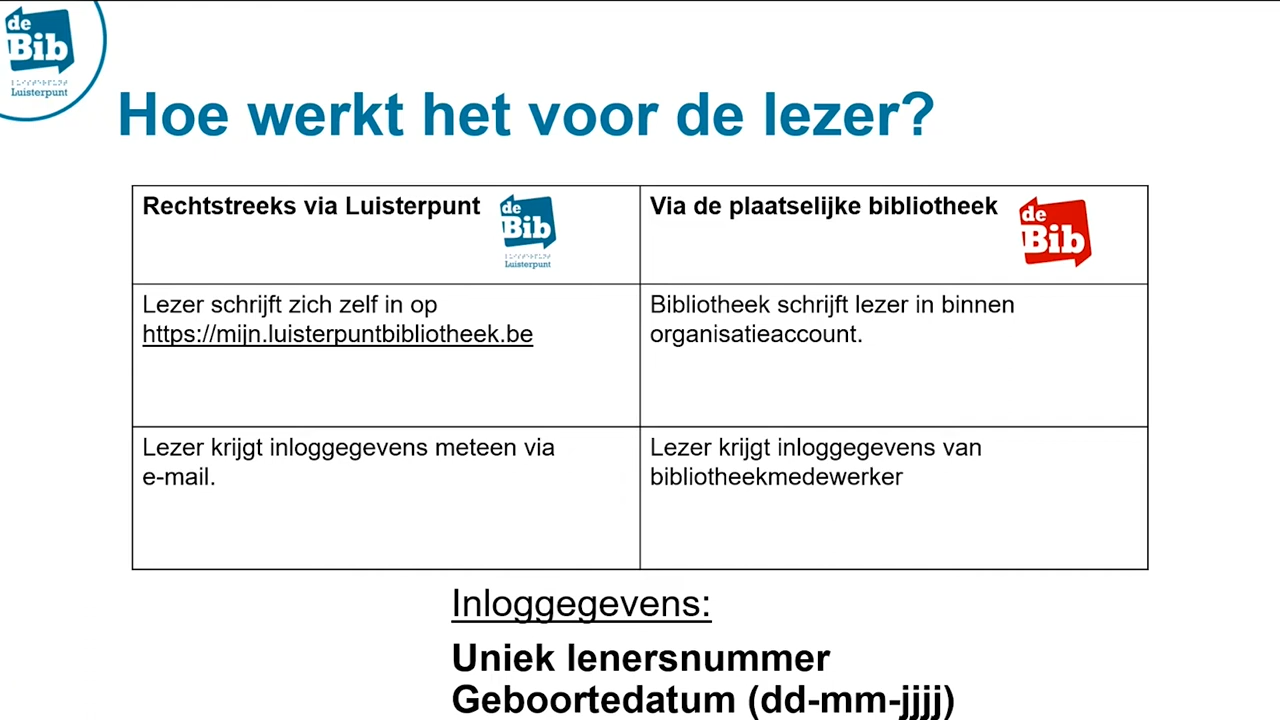 de
Bib
Luisterpunt
Hoe werkt het voor de lezer?
Rechtstreeks via Luisterpunt
de
Bib
Luisterpunt
Via de plaatselijke bibliotheek
de
Bib
Lezer schrijft zich zelf in op
https://mijn.luisterpuntbibliotheek.be
Bibliotheek schrijft lezer in binnen
organisatieaccount.
Lezer krijgt inloggegevens meteen via
e-mail.
Lezer krijgt inloggegevens van
bibliotheekmedewerker
Inloggegevens:
Uniek lenersnummer
Geboortedatum (dd-mm-jjjj)